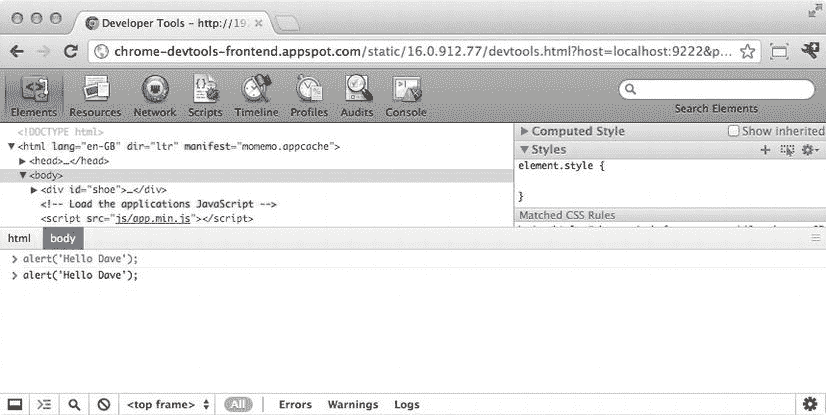 Developer Tools – http://19
chrome-devtools-frontend.appspot.com/static/16.0.912.77/devtools.html?host=localhost:9222&p...
Elements Resources Network Scripts Timeline Profiles Audits Console
Search Elements
<!DOCTYPE html>
<html lang="en-GB" dir="ltr" manifest="momemo.appcache">
<head>…</head>
<body>
<div id="shoe">…</div>
<!-- Load the applications JavaScript -->
<script src="js/app.min.js"></script>
Computed Style Show inherited
Styles
element.style {
}
Matched CSS Rules
html body
> alert('Hello Dave');
> alert('Hello Dave');
<top frame> All Errors Warnings Logs